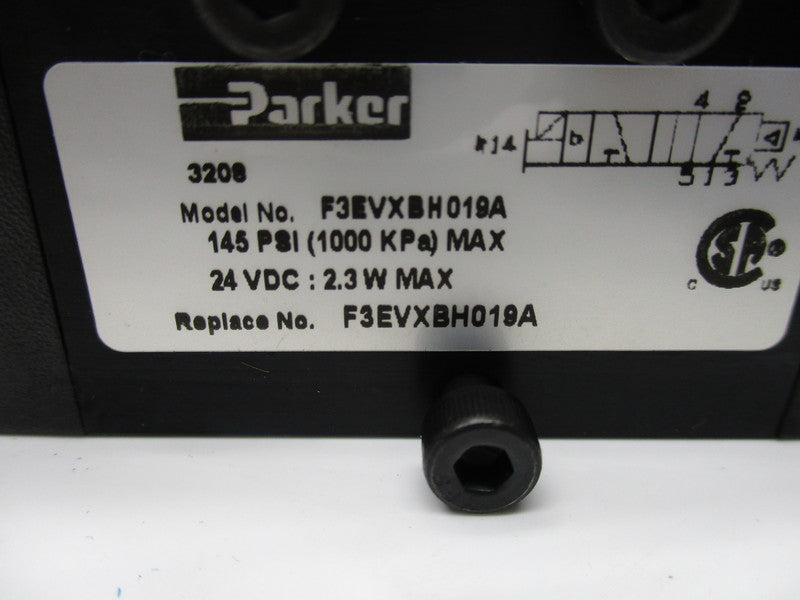 Parker
3208
Model No. F3EVXBH019A
145 PSI (1000 KPa) MAX
24 VDC : 2.3 W MAX
Replace No. F3EVXBH019A
14
4 2
5 1 3
C US